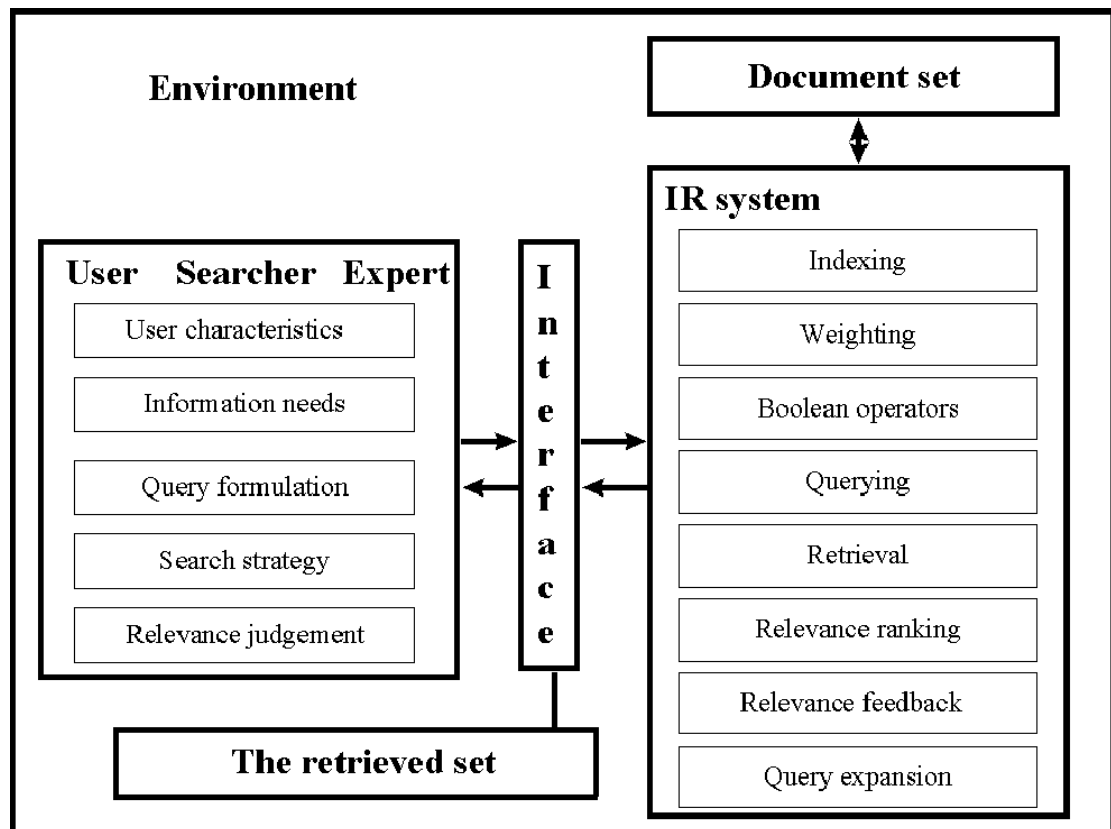 Environment
Document set
IR system
Indexing
Weighting
Boolean operators
Querying
Retrieval
Relevance ranking
Relevance feedback
Query expansion
User Searcher Expert
User characteristics
Information needs
Query formulation
Search strategy
Relevance judgement
Interface
The retrieved set